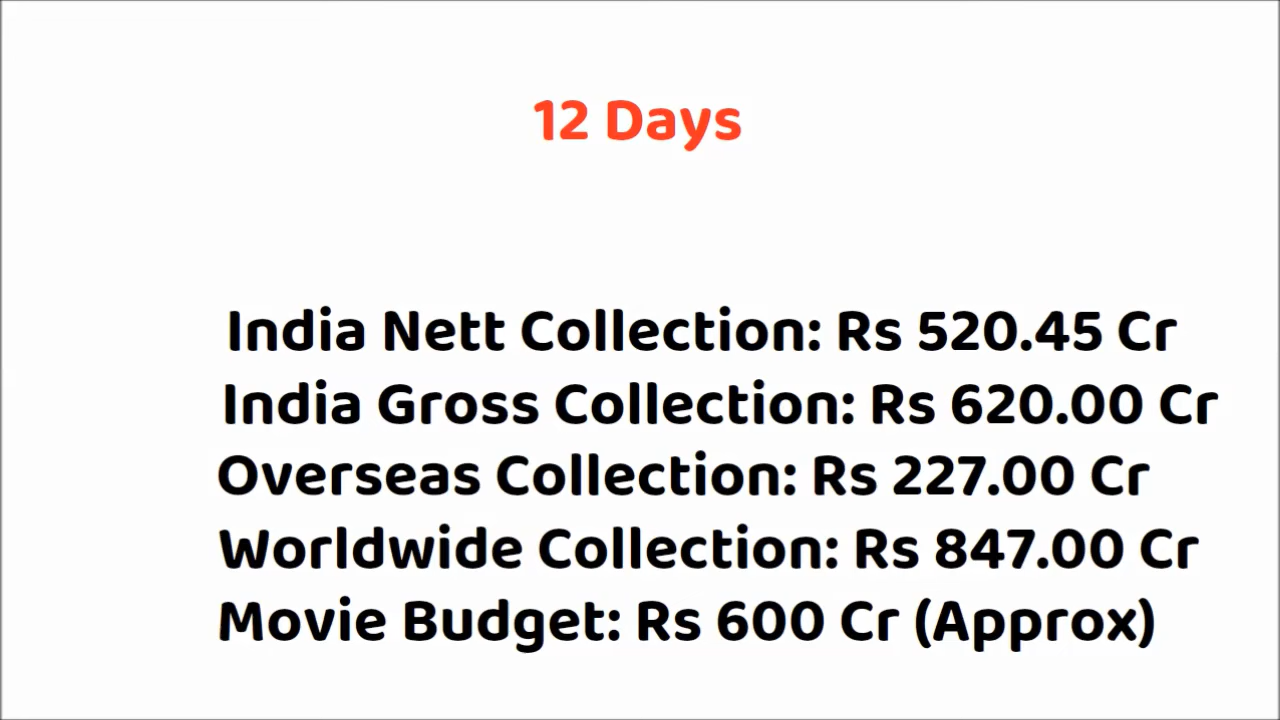 12 Days
India Nett Collection: Rs 520.45 Cr
India Gross Collection: Rs 620.00 Cr
Overseas Collection: Rs 227.00 Cr
Worldwide Collection: Rs 847.00 Cr
Movie Budget: Rs 600 Cr (Approx)